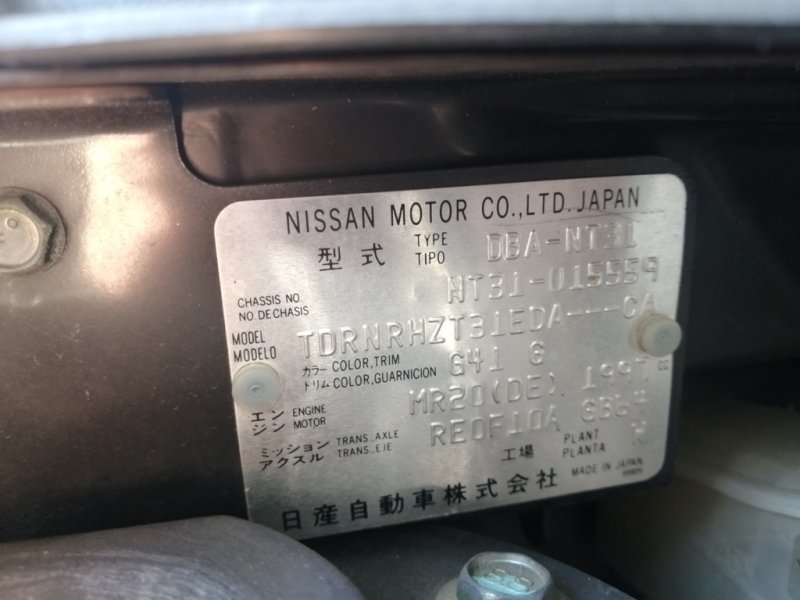 NISSAN MOTOR CO.,LTD. JAPAN
型式 TYPE TIPO DBA-NT31
CHASSIS NO. NO. DE CHASIS NT31-015559
MODEL MODELO TDRNRHZT31EDA---CA
カラー COLOR,TRIM トリム COLOR,GUARNICION G41 G
エンジン ENGINE MOTOR MR20(DE) 1997 CC
ミッション アクスル TRANS.,AXLE TRANS.,EJE RE0F10A
工場 PLANT PLANTA
MADE IN JAPAN
日産自動車株式会社